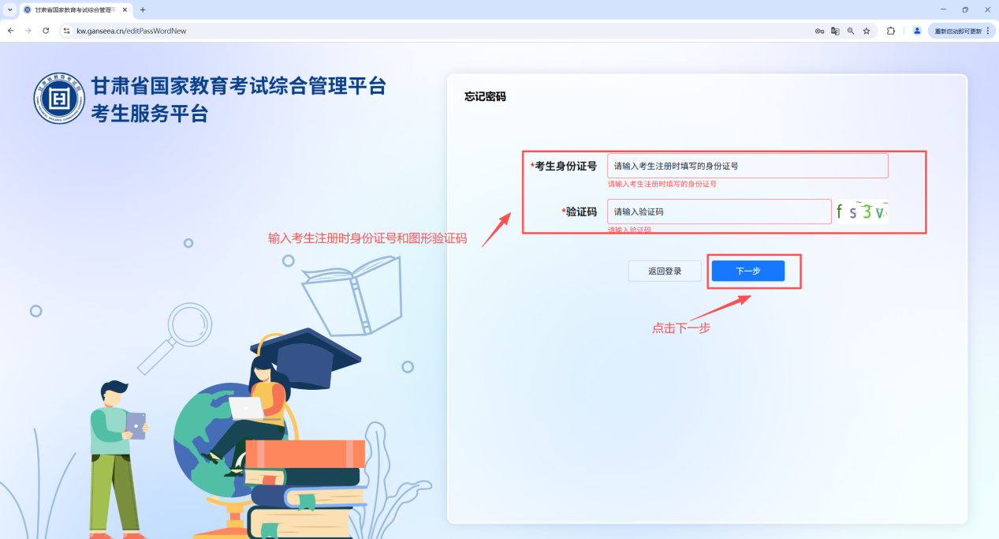 甘肃省国家教育考试综合管理平
kw.ganseea.cn/editPassWordNew
重新启动即可更新
甘肃省国家教育考试综合管理平台
考生服务平台
忘记密码
*考生身份证号
请输入考生注册时填写的身份证号
请输入考生注册时填写的身份证号
*验证码
请输入验证码
fs3v
请输入验证码
输入考生注册时身份证号和图形验证码
返回登录
下一步
点击下一步